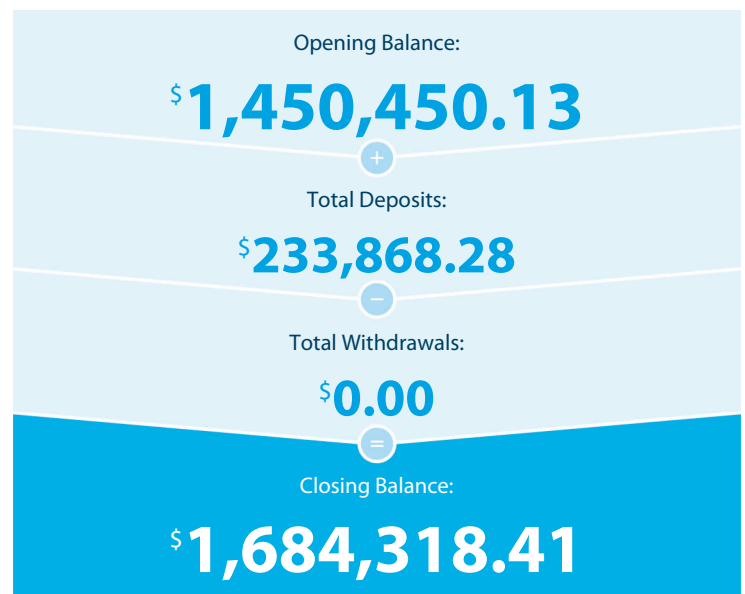 Opening Balance:
$1,450,450.13
+
Total Deposits:
$233,868.28
−
Total Withdrawals:
$0.00
=
Closing Balance:
$1,684,318.41